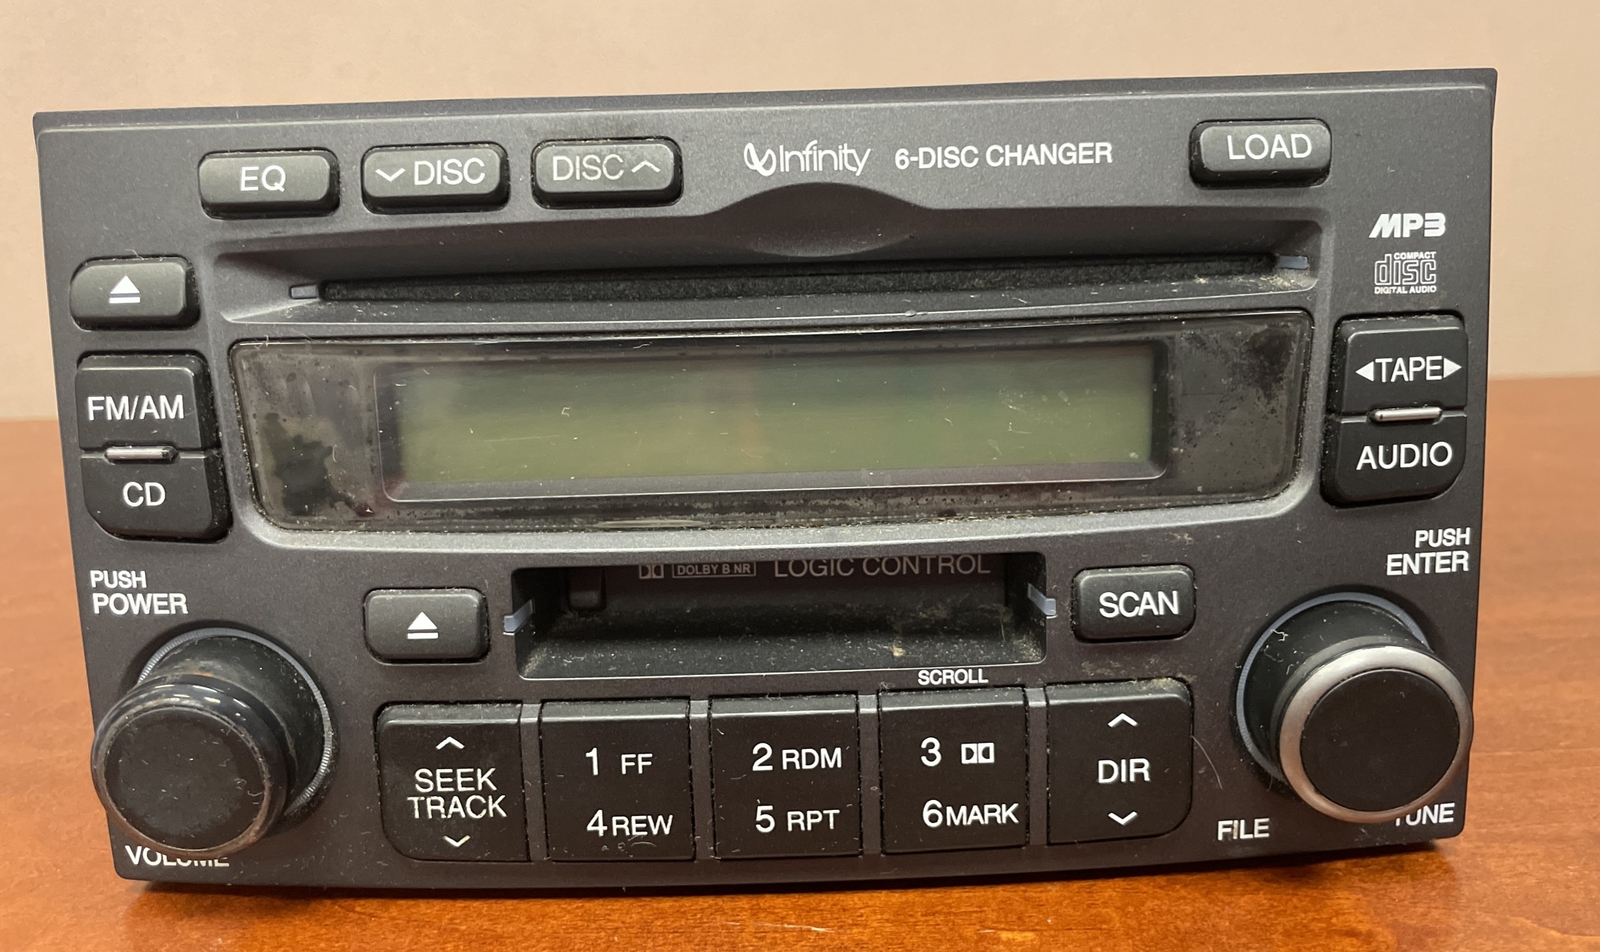 EQ
DISC
DISC
Infinity 6-DISC CHANGER
LOAD
MP3
COMPACT
disc
DIGITAL AUDIO
FM/AM
CD
TAPE
AUDIO
PUSH
POWER
PUSH
ENTER
DOLBY B NR LOGIC CONTROL
SCAN
SCROLL
SEEK
TRACK
1 FF
4 REW
2 RDM
5 RPT
3
6 MARK
DIR
VOLUME
FILE
TUNE